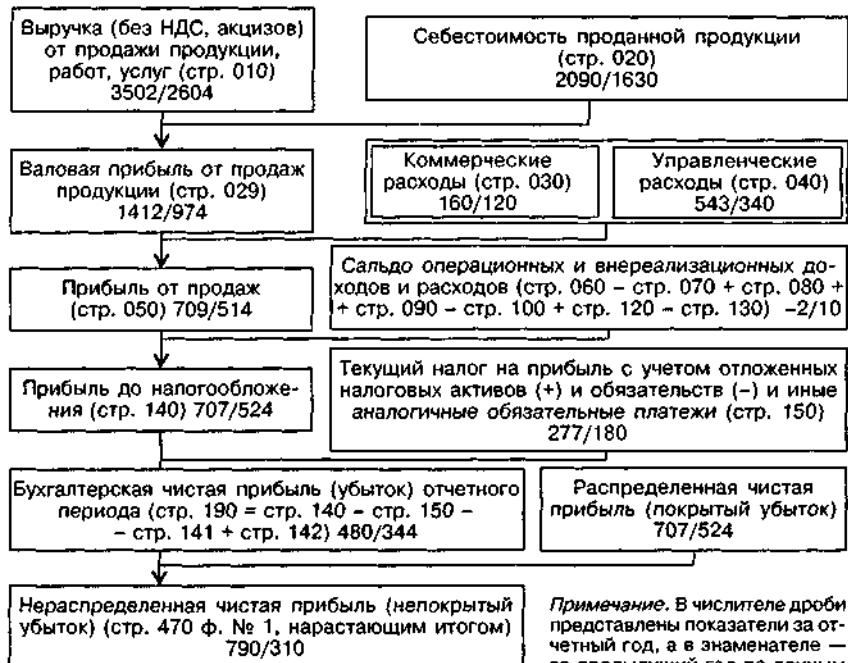 Выручка (без НДС, акцизов)
от продажи продукции,
работ, услуг (стр. 010)
3502/2604
Себестоимость проданной продукции
(стр. 020)
2090/1630
Валовая прибыль от продаж
продукции (стр. 029)
1412/974
Коммерческие
расходы (стр. 030)
160/120
Управленческие
расходы (стр. 040)
543/340
Прибыль от продаж
(стр. 050) 709/514
Сальдо операционных и внереализационных до-
ходов и расходов (стр. 060 – стр. 070 + стр. 080 +
+ стр. 090 – стр. 100 + стр. 120 – стр. 130) –2/10
Прибыль до налогообложе-
ния (стр. 140) 707/524
Текущий налог на прибыль с учетом отложенных
налоговых активов (+) и обязательств (–) и иные
аналогичные обязательные платежи (стр. 150)
277/180
Бухгалтерская чистая прибыль (убыток) отчетного
периода (стр. 190 = стр. 140 – стр. 150 –
– стр. 141 + стр. 142) 480/344
Распределенная чистая
прибыль (покрытый убыток)
707/524
Нераспределенная чистая прибыль (непокрытый
убыток) (стр. 470 ф. № 1, нарастающим итогом)
790/310
Примечание. В числителе дроби
представлены показатели за от-
четный год, а в знаменателе —
за предыдущий год по данным